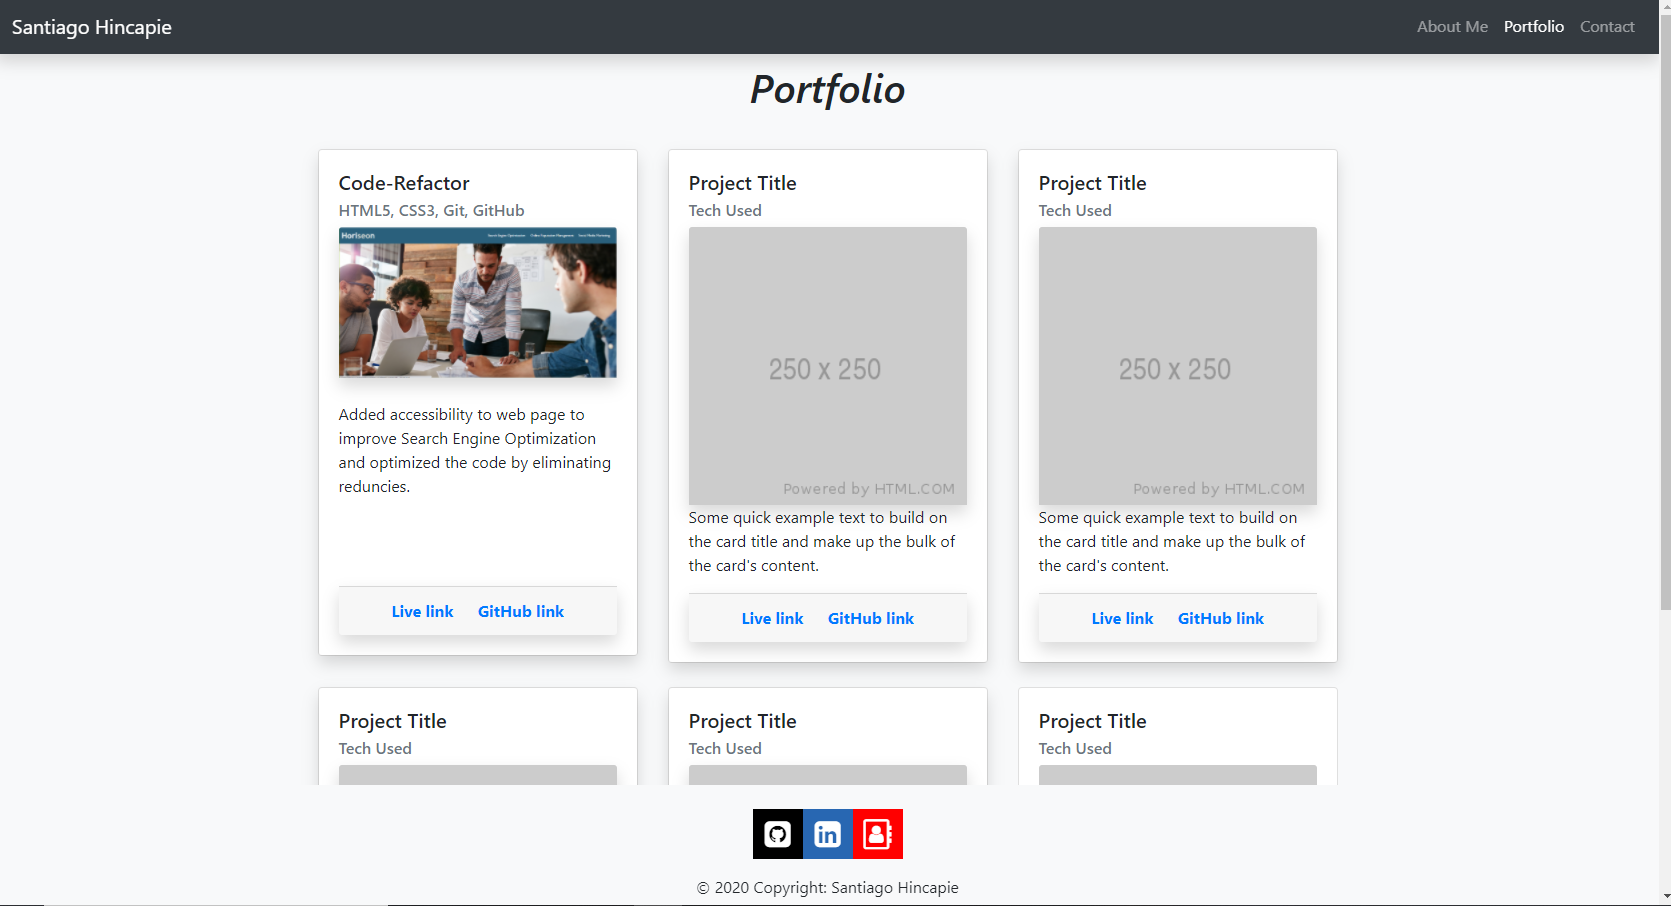 Santiago Hincapie
About Me Portfolio Contact
Portfolio
Code-Refactor
HTML5, CSS3, Git, GitHub
Horiseon
Added accessibility to web page to
improve Search Engine Optimization
and optimized the code by eliminating
reduncies.
Live link GitHub link
Project Title
Tech Used
250 x 250
Powered by HTML.COM
Some quick example text to build on
the card title and make up the bulk of
the card's content.
Live link GitHub link
Project Title
Tech Used
250 x 250
Powered by HTML.COM
Some quick example text to build on
the card title and make up the bulk of
the card's content.
Live link GitHub link
Project Title
Tech Used
Project Title
Tech Used
Project Title
Tech Used
in
© 2020 Copyright: Santiago Hincapie